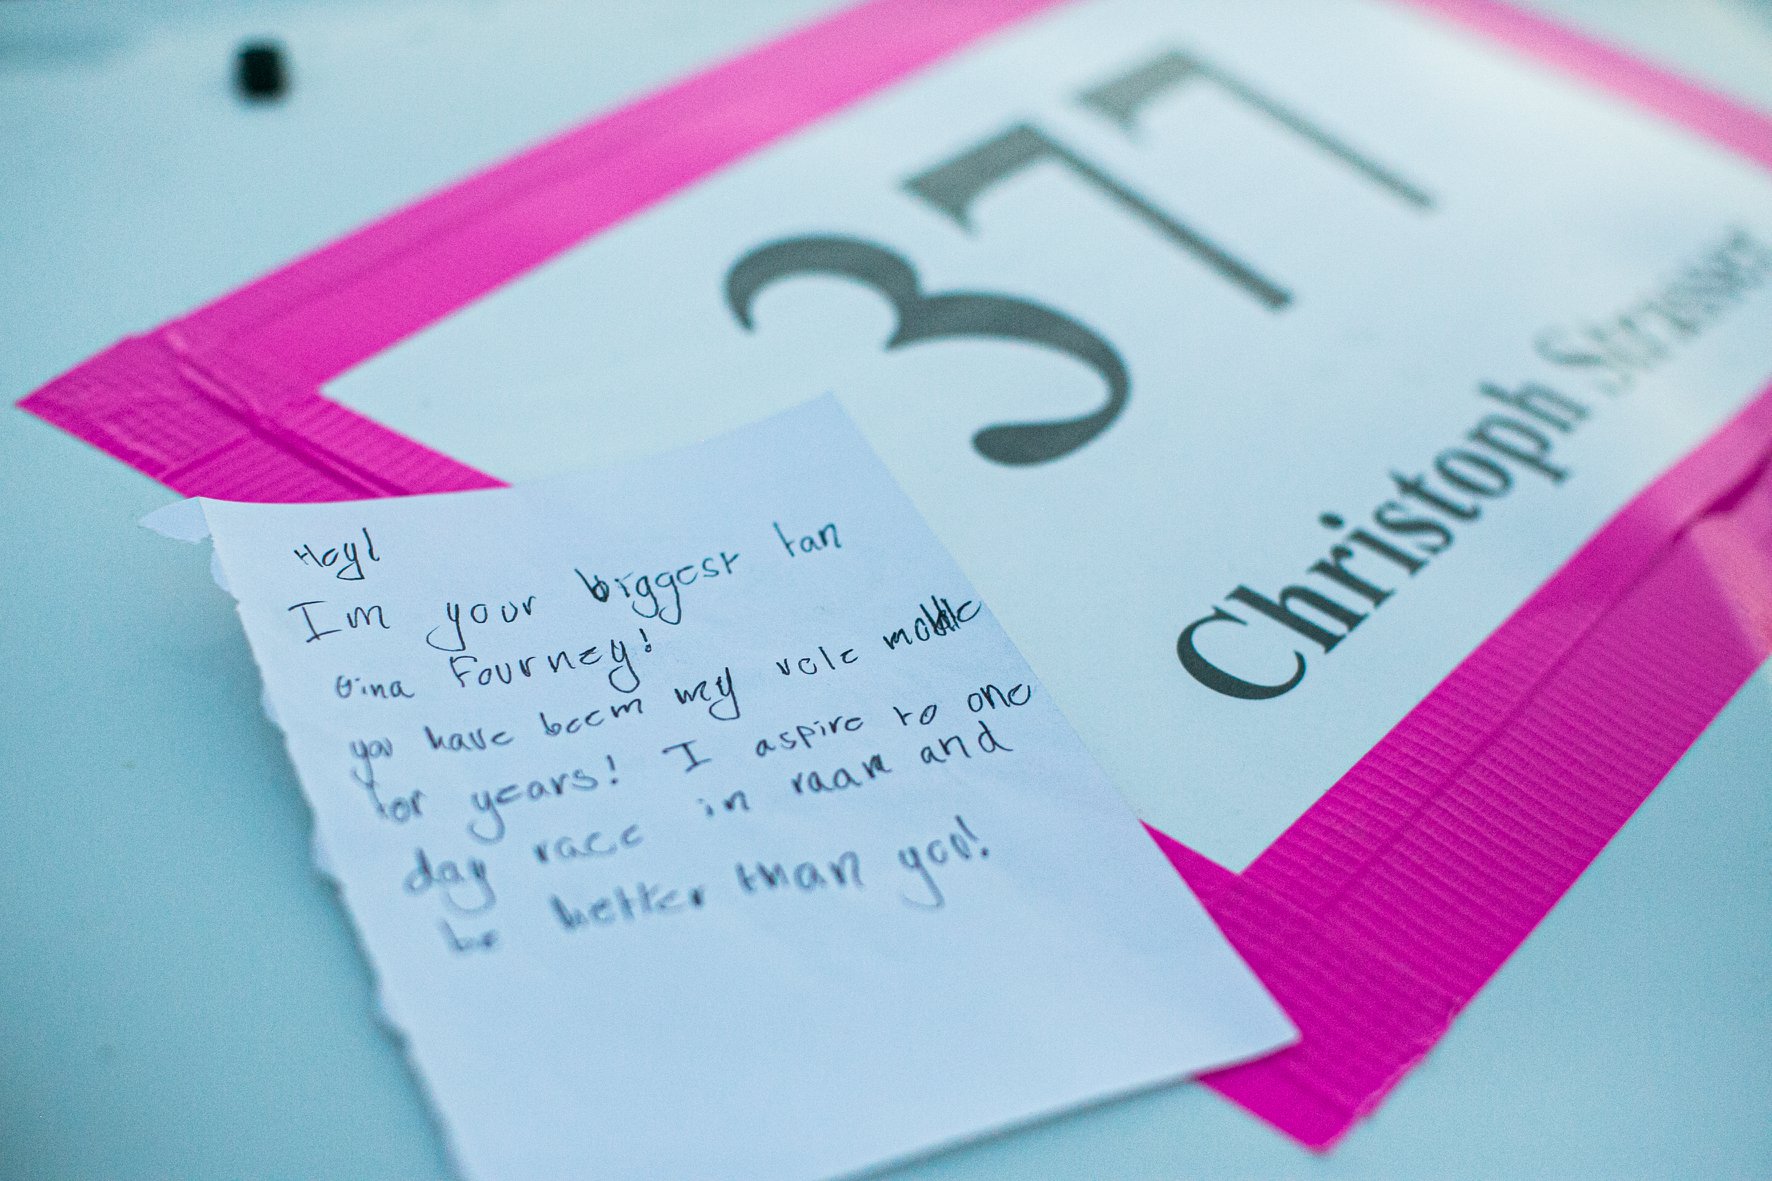 377
Christoph Strasser
Hey!
I'm your biggest fan
Gina Fourney!
you have been my role model
for years! I aspire to one
day race in raam and
be better than you!